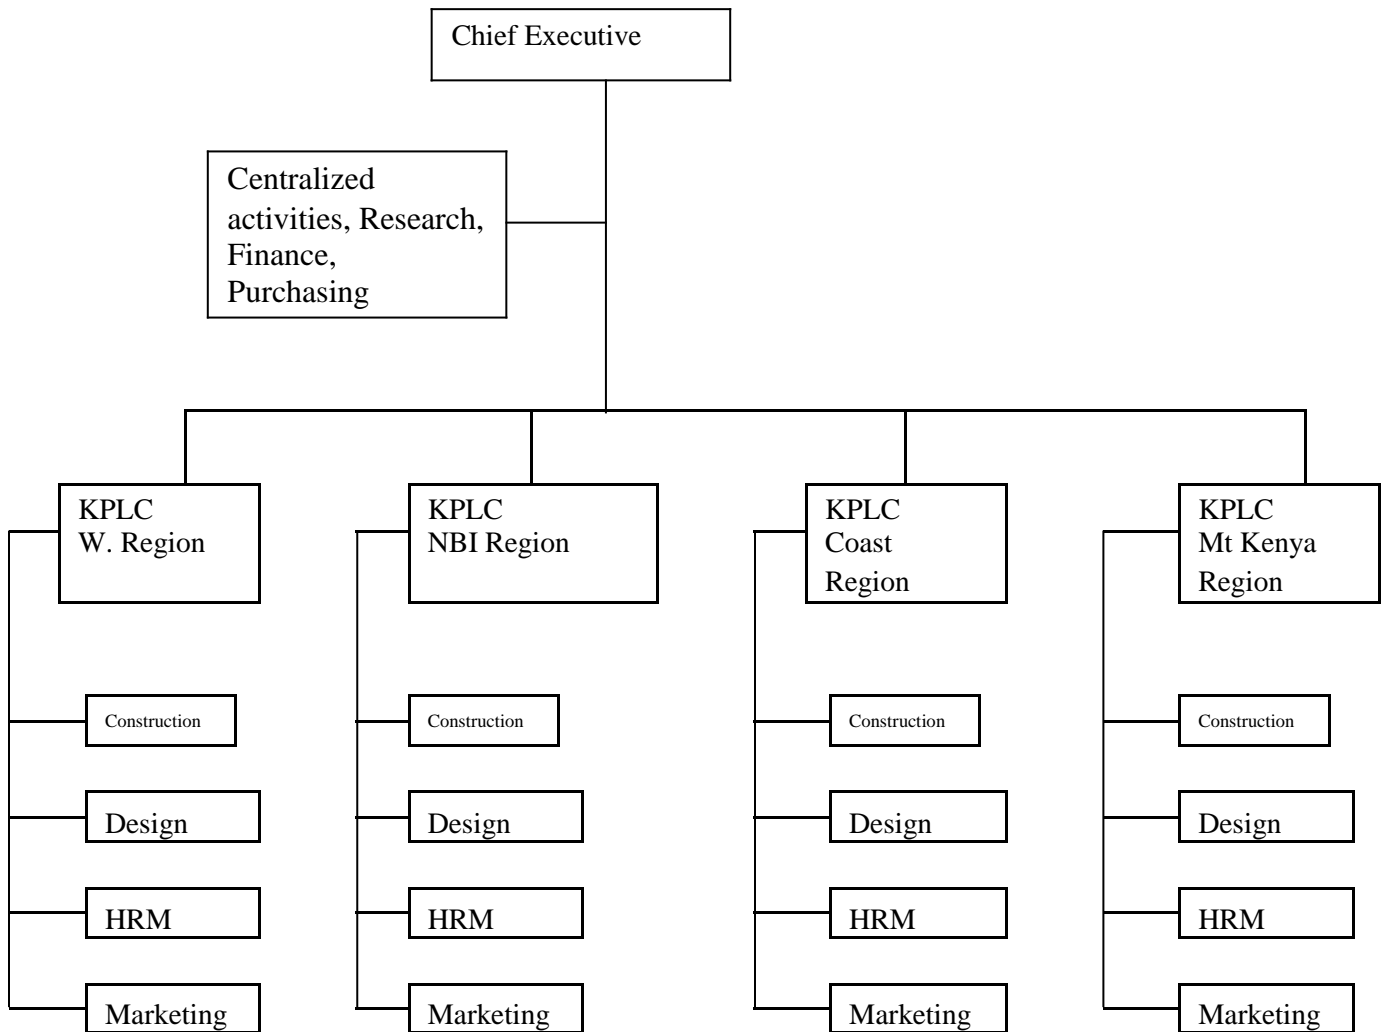 Chief Executive
Centralized
activities, Research,
Finance,
Purchasing
KPLC
W. Region
KPLC
NBI Region
KPLC
Coast
Region
KPLC
Mt Kenya
Region
Construction
Construction
Construction
Construction
Design
Design
Design
Design
HRM
HRM
HRM
HRM
Marketing
Marketing
Marketing
Marketing